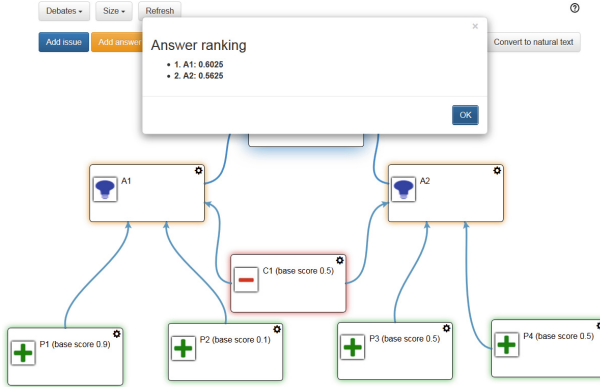 Debates
Size
Refresh
Add issue
Add answer
Convert to natural text
Answer ranking
1. A1: 0.6025
2. A2: 0.5625
OK
A1
A2
C1 (base score 0.5)
P1 (base score 0.9)
P2 (base score 0.1)
P3 (base score 0.5)
P4 (base score 0.5)